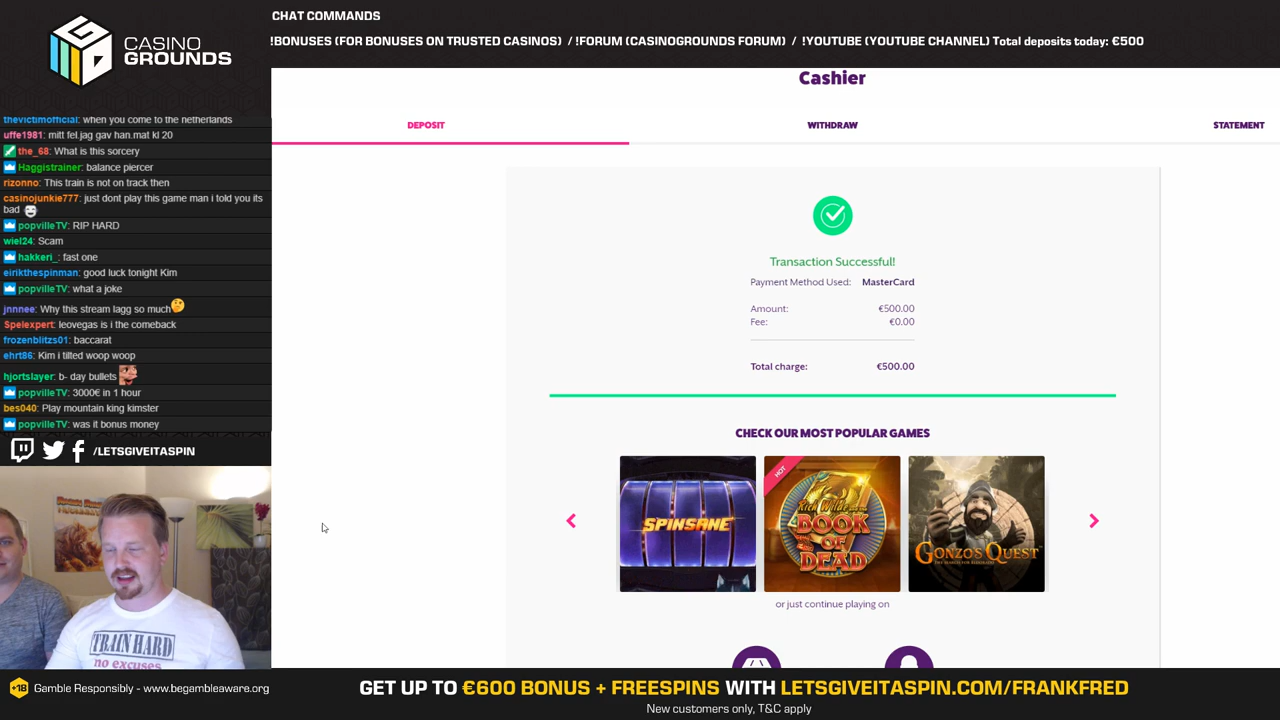 CASINO
GROUNDS
CHAT COMMANDS
!BONUSES (FOR BONUSES ON TRUSTED CASINOS) / !FORUM (CASINOGROUNDS FORUM) / !YOUTUBE (YOUTUBE CHANNEL) Total deposits today: €500
thevictimofficial: when you come to the netherlands
uffe1981: mitt fel.jag gav han.mat kl 20
the_68: What is this sorcery
Haggistrainer: balance piercer
rizonno: This train is not on track then
casinojunkie777: just dont play this game man i told you its
bad
popvilleTV: RIP HARD
wiel24: Scam
hakkeri_: fast one
eirikthespinman: good luck tonight Kim
popvilleTV: what a joke
jnnnee: Why this stream lagg so much
Spelexpert: leovegas is i the comeback
frozenblitzs01: baccarat
ehrt86: Kim i tilted woop woop
hjortslayer: b- day bullets
popvilleTV: 3000€ in 1 hour
bes040: Play mountain king kimster
popvilleTV: was it bonus money
/LETSGIVEITASPIN
TRAIN HARD
no excuses
Cashier
DEPOSIT
WITHDRAW
STATEMENT
Transaction Successful!
Payment Method Used: MasterCard
Amount: €500.00
Fee: €0.00
Total charge: €500.00
CHECK OUR MOST POPULAR GAMES
SPINSANE
HOT
Rich Wilde and the
BOOK
OF
DEAD
GONZO'S QUEST
or just continue playing on
+18 Gamble Responsibly - www.begambleaware.org
GET UP TO €600 BONUS + FREESPINS WITH LETSGIVEITASPIN.COM/FRANKFRED
New customers only, T&C apply